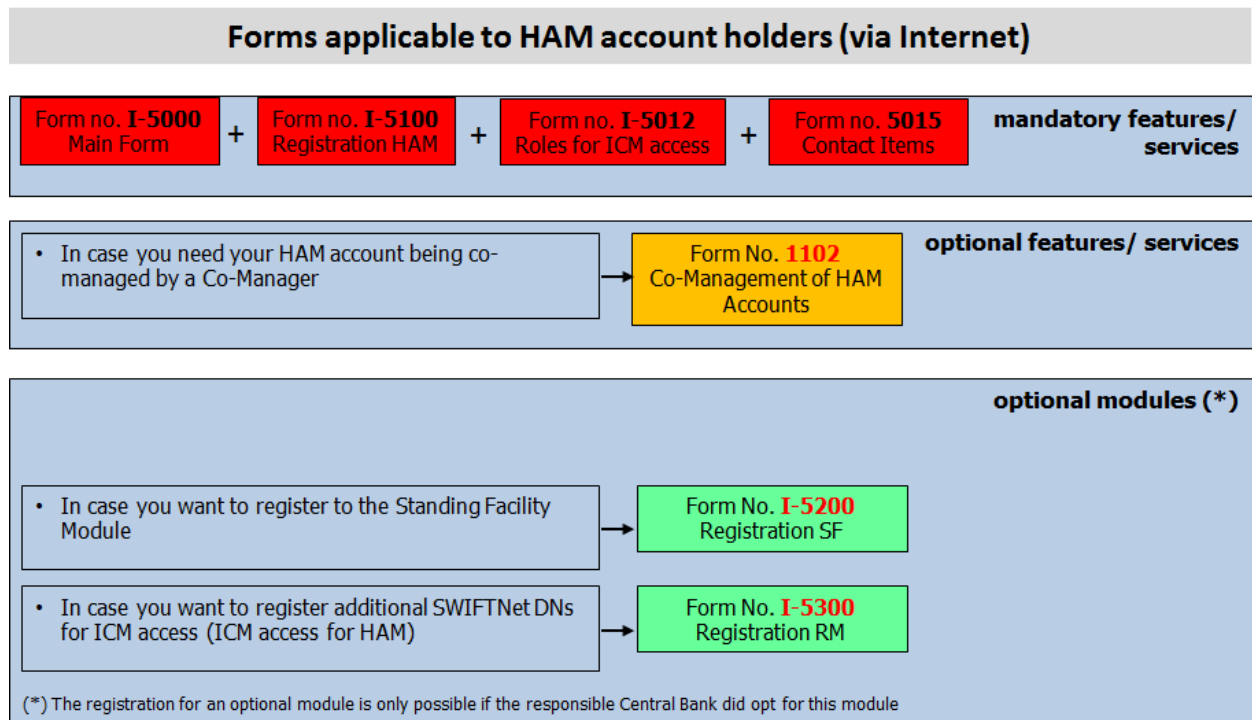 Forms applicable to HAM account holders (via Internet)
Form no. I-5000
Main Form
+
Form no. I-5100
Registration HAM
+
Form no. I-5012
Roles for ICM access
+
Form no. 5015
Contact Items
mandatory features/
services
• In case you need your HAM account being co-
managed by a Co-Manager
Form No. 1102
Co-Management of HAM
Accounts
optional features/ services
optional modules (*)
• In case you want to register to the Standing Facility
Module
Form No. I-5200
Registration SF
• In case you want to register additional SWIFTNet DNs
for ICM access (ICM access for HAM)
Form No. I-5300
Registration RM
(*) The registration for an optional module is only possible if the responsible Central Bank did opt for this module